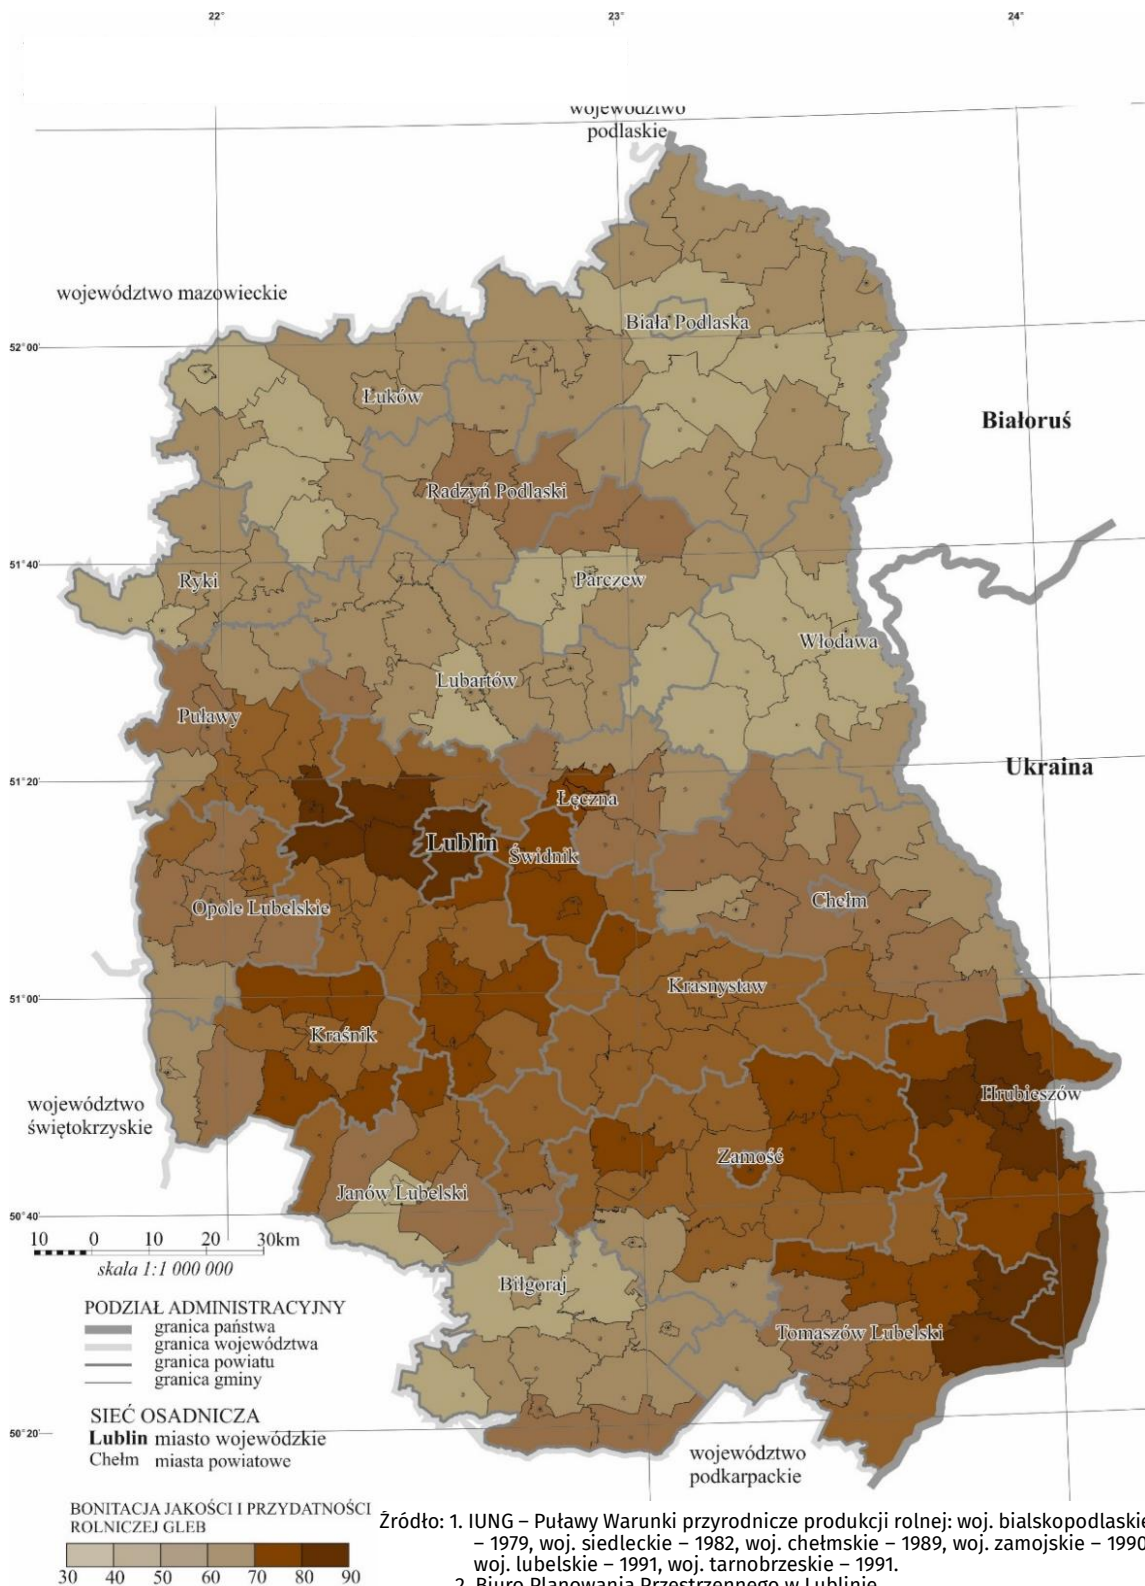 22°
23°
24°
województwo
podlaskie
województwo mazowieckie
Biała Podlaska
52°00'
Łuków
Białoruś
Radzyń Podlaski
51°40'
Ryki
Parczew
Włodawa
Lubartów
Puławy
Ukraina
51°20'
Łęczna
Lublin
Świdnik
Chełm
Opole Lubelskie
Krasnystaw
51°00'
Kraśnik
Hrubieszów
województwo
świętokrzyskie
Zamość
Janów Lubelski
50°40'
10 0 10 20 30km
skala 1:1 000 000
Biłgoraj
Tomaszów Lubelski
PODZIAŁ ADMINISTRACYJNY
granica państwa
granica województwa
granica powiatu
granica gminy
SIEĆ OSADNICZA
Lublin miasto wojewódzkie
Chełm miasta powiatowe
50°20'
województwo
podkarpackie
BONITACJA JAKOŚCI I PRZYDATNOŚCI
ROLNICZEJ GLEB
30 40 50 60 70 80 90
Źródło: 1. IUNG – Puławy Warunki przyrodnicze produkcji rolnej: woj. bialskopodlaskie
– 1979, woj. siedleckie – 1982, woj. chełmskie – 1989, woj. zamojskie – 1990
woj. lubelskie – 1991, woj. tarnobrzeskie – 1991.
2. Biuro Planowania Przestrzennego w Lublinie